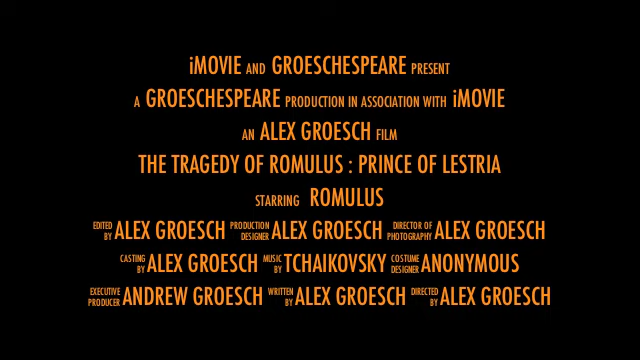 iMOVIE AND GROESCHESPEARE PRESENT
A GROESCHESPEARE PRODUCTION IN ASSOCIATION WITH iMOVIE
AN ALEX GROESCH FILM
THE TRAGEDY OF ROMULUS : PRINCE OF LESTRIA
STARRING ROMULUS
EDITED BY ALEX GROESCH PRODUCTION DESIGNER ALEX GROESCH DIRECTOR OF PHOTOGRAPHY ALEX GROESCH
CASTING BY ALEX GROESCH MUSIC BY TCHAIKOVSKY COSTUME DESIGNER ANONYMOUS
EXECUTIVE PRODUCER ANDREW GROESCH WRITTEN BY ALEX GROESCH DIRECTED BY ALEX GROESCH